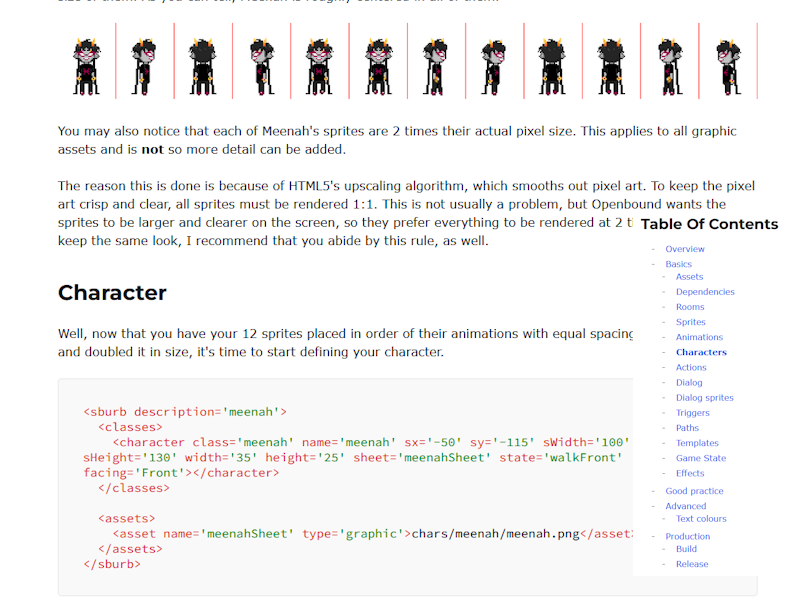 You may also notice that each of Meenah's sprites are 2 times their actual pixel size. This applies to all graphic
assets and is not so more detail can be added.
The reason this is done is because of HTML5's upscaling algorithm, which smooths out pixel art. To keep the pixel
art crisp and clear, all sprites must be rendered 1:1. This is not usually a problem, but Openbound wants the
sprites to be larger and clearer on the screen, so they prefer everything to be rendered at 2
keep the same look, I recommend that you abide by this rule, as well.
Character
Well, now that you have your 12 sprites placed in order of their animations with equal spacing
and doubled it in size, it's time to start defining your character.
<sburb description='meenah'>
<classes>
<character class='meenah' name='meenah' sx='-50' sy='-115' sWidth='100'
sHeight='130' width='35' height='25' sheet='meenahSheet' state='walkFront'
facing='Front'></character>
</classes>
<assets>
<asset name='meenahSheet' type='graphic'>chars/meenah/meenah.png</asset
</assets>
</sburb>
Table Of Contents
- Overview
- Basics
- Assets
- Dependencies
- Rooms
- Sprites
- Animations
- Characters
- Actions
- Dialog
- Dialog sprites
- Triggers
- Paths
- Templates
- Game State
- Effects
- Good practice
- Advanced
- Text colours
- Production
- Build
- Release